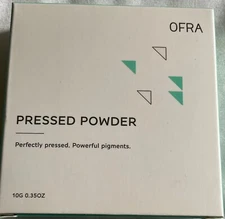 OFRA
PRESSED POWDER
Perfectly pressed. Powerful pigments.
10G 0.35OZ